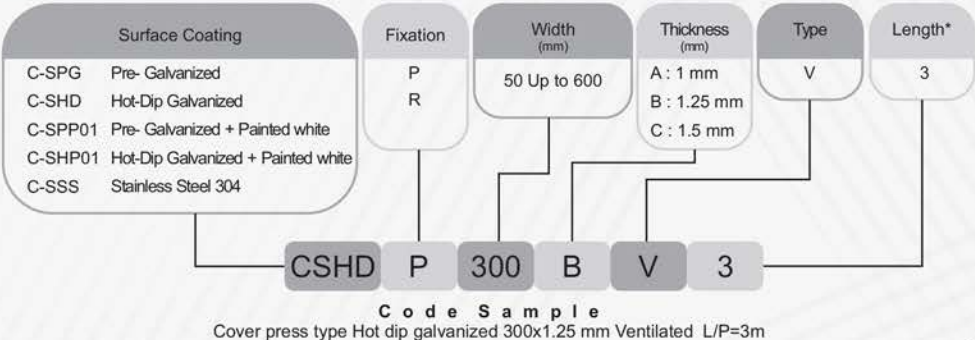 Surface Coating
C-SPG Pre- Galvanized
C-SHD Hot-Dip Galvanized
C-SPP01 Pre- Galvanized + Painted white
C-SHP01 Hot-Dip Galvanized + Painted white
C-SSS Stainless Steel 304
Fixation
P
R
Width
(mm)
50 Up to 600
Thickness
(mm)
A : 1 mm
B : 1.25 mm
C : 1.5 mm
Type
V
Length*
3
CSHD P 300 B V 3
Code Sample
Cover press type Hot dip galvanized 300x1.25 mm Ventilated L/P=3m